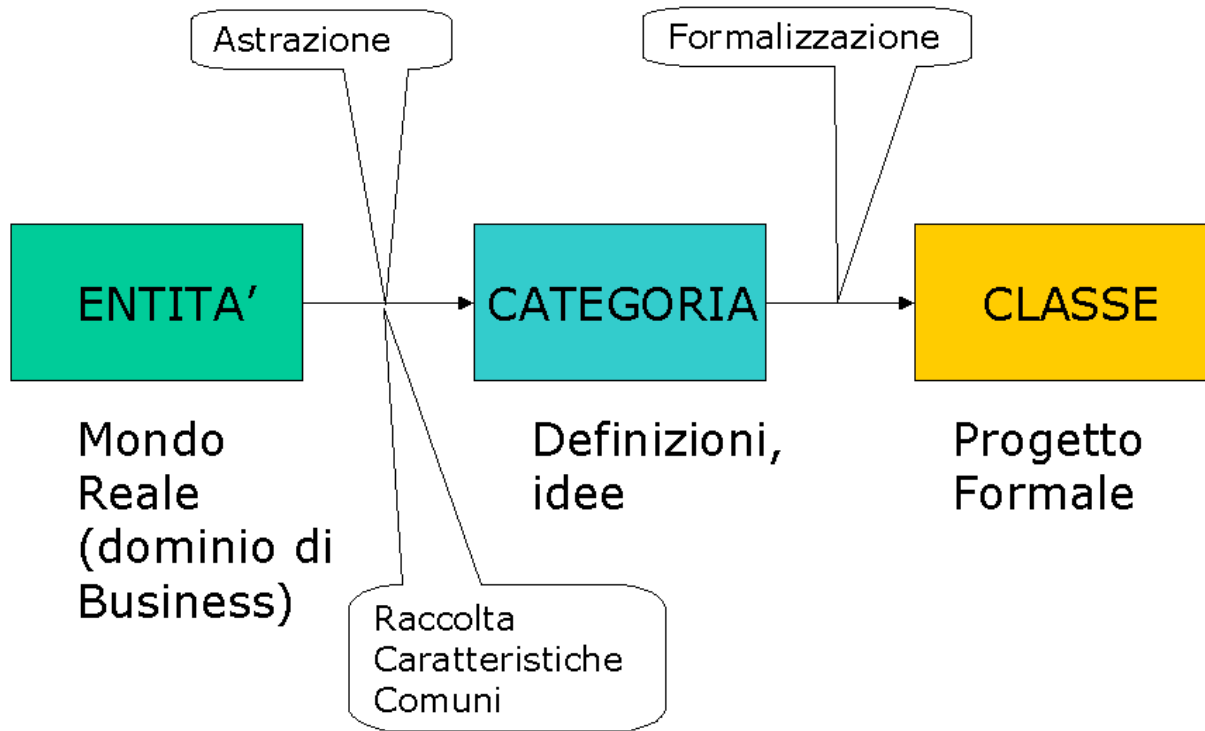 Astrazione
Formalizzazione
ENTITA’
CATEGORIA
CLASSE
Mondo
Reale
(dominio di
Business)
Definizioni,
idee
Progetto
Formale
Raccolta
Caratteristiche
Comuni